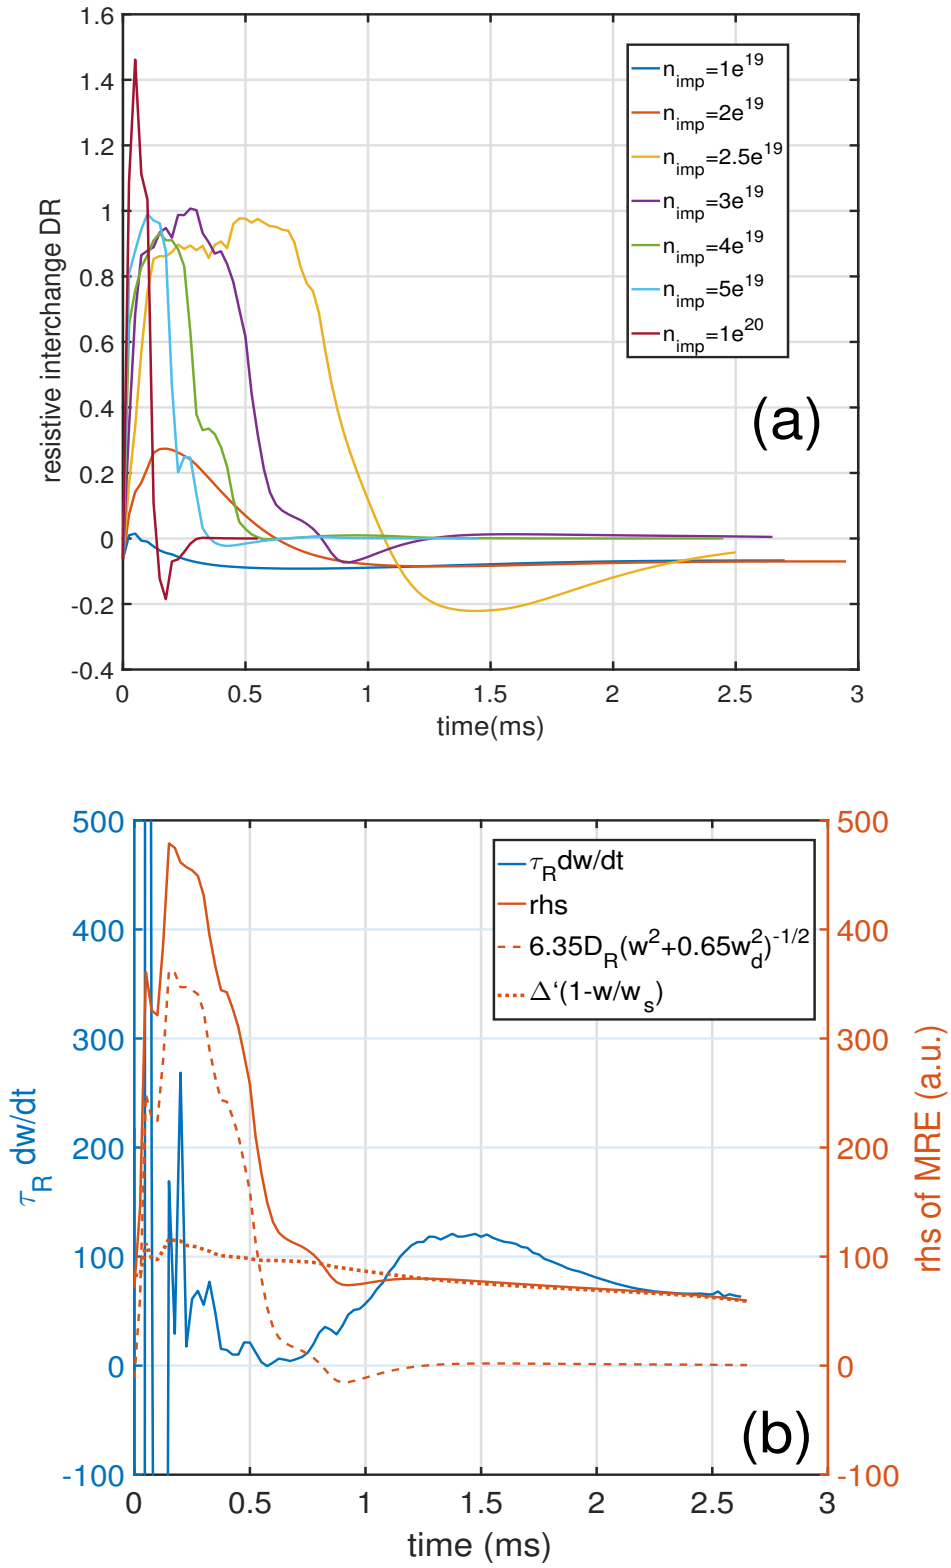 1.6
1.4
1.2
1
0.8
0.6
0.4
0.2
0
-0.2
-0.4
resistive interchange DR
n_imp=1e^19
n_imp=2e^19
n_imp=2.5e^19
n_imp=3e^19
n_imp=4e^19
n_imp=5e^19
n_imp=1e^20
(a)
0 0.5 1 1.5 2 2.5 3
time(ms)
500
400
300
200
100
0
-100
τ_R dw/dt
τ_R dw/dt
rhs
6.35D_R(w^2+0.65w_d^2)^-1/2
Δ‘(1-w/w_s)
(b)
500
400
300
200
100
0
-100
rhs of MRE (a.u.)
0 0.5 1 1.5 2 2.5 3
time (ms)